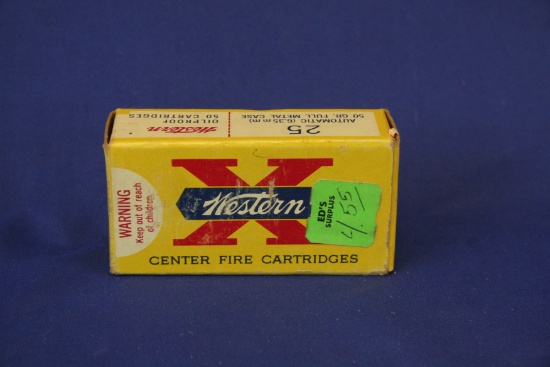 25
AUTOMATIC (6.35 mm)
50 GR. FULL METAL CASE
Western
OILPROOF
50 CARTRIDGES
X
Western
WARNING
Keep out of reach
of children.
ED'S
SURPLUS
4.55
CENTER FIRE CARTRIDGES